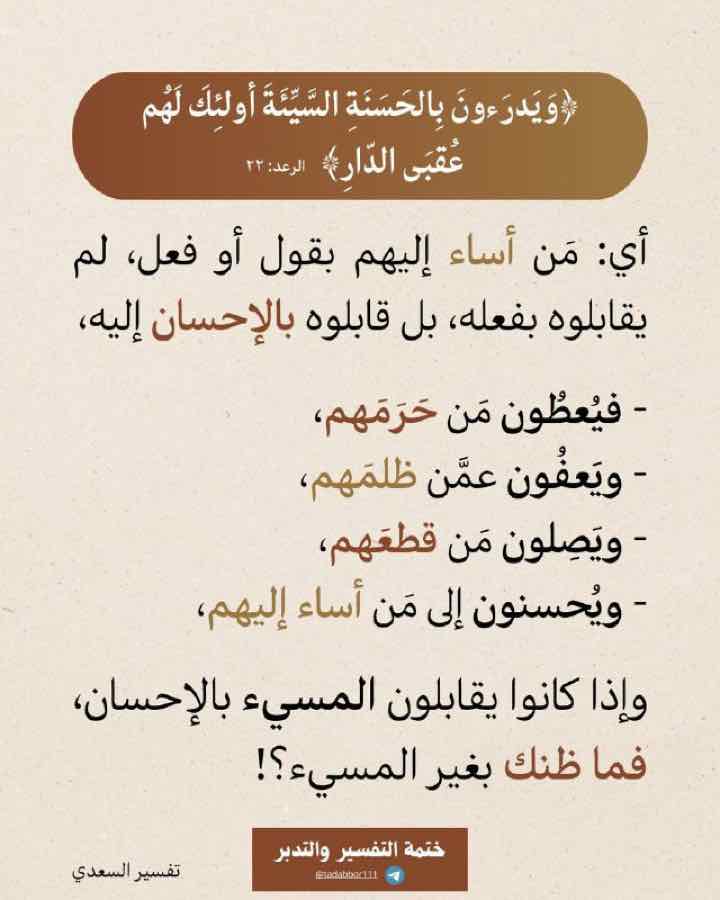 ﴿وَيَدرَءونَ بِالحَسَنَةِ السَّيِّئَةَ أولئِكَ لَهُم
عُقبَى الدّارِ﴾ الرعد: ٢٢
أي: مَن أساء إليهم بقول أو فعل، لم
يقابلوه بفعله، بل قابلوه بالإحسان إليه،
- فيُعطُون مَن حَرَمَهم،
- ويَعفُون عمَّن ظلمَهم،
- ويَصِلون مَن قطعَهم،
- ويُحسنون إلى مَن أساء إليهم،
وإذا كانوا يقابلون المسيء بالإحسان،
فما ظنك بغير المسيء؟!
ختمة التفسير والتدبر
@tadabbor111
تفسير السعدي